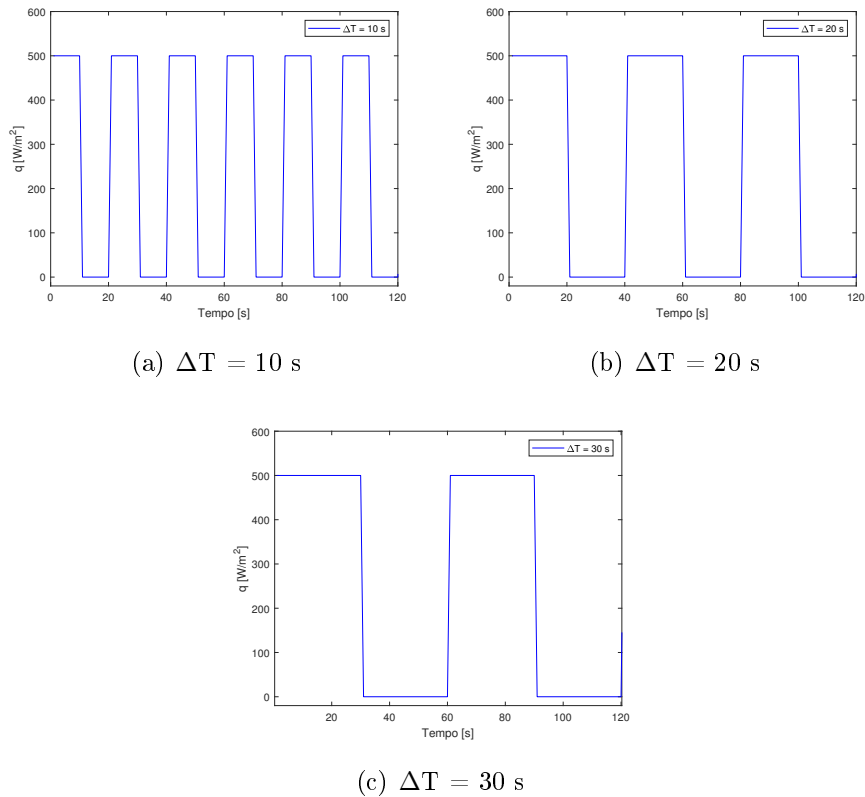 600
500
400
300
200
100
0
q [W/m²]
0 20 40 60 80 100 120
Tempo [s]
ΔT = 10 s
(a) ΔT = 10 s
600
500
400
300
200
100
0
q [W/m²]
0 20 40 60 80 100 120
Tempo [s]
ΔT = 20 s
(b) ΔT = 20 s
600
500
400
300
200
100
0
q [W/m²]
20 40 60 80 100 120
Tempo [s]
ΔT = 30 s
(c) ΔT = 30 s